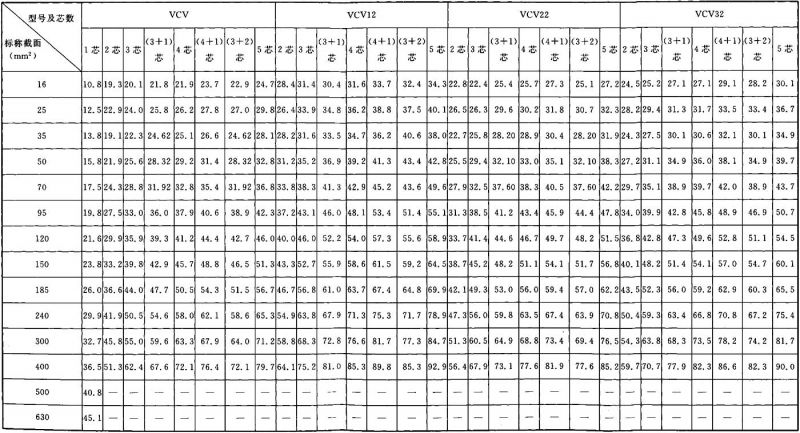 型号及芯数 VCV VCV12 VCV22 VCV32
标称截面 (mm²) 1芯 2芯 3芯 (3+1)芯 4芯 (4+1)芯 (3+2)芯 5芯 2芯 3芯 (3+1)芯 4芯 (4+1)芯 (3+2)芯 5芯 2芯 3芯 (3+1)芯 4芯 (4+1)芯 (3+2)芯 5芯 2芯 3芯 (3+1)芯 4芯 (4+1)芯 (3+2)芯 5芯
16 10.8 19.3 20.1 21.8 21.9 23.7 22.9 24.7 28.4 31.4 30.4 31.6 33.7 32.4 34.3 22.8 22.4 25.4 25.7 27.3 25.1 27.2 24.5 25.2 27.1 27.1 29.1 28.2 30.1
25 12.5 22.9 24.0 25.8 26.2 27.8 27.0 29.8 26.4 33.9 34.8 36.2 38.8 37.5 40.1 26.5 26.3 29.6 30.2 31.8 30.7 32.3 28.2 29.4 31.3 31.7 33.5 33.4 36.7
35 13.8 19.1 22.3 24.62 25.1 26.6 24.62 28.1 28.2 31.6 33.5 34.7 36.2 40.6 38.0 22.7 25.8 28.20 28.9 30.4 28.20 31.9 24.3 27.5 30.1 30.6 32.1 30.1 34.9
50 15.8 21.9 25.6 28.32 29.2 31.4 28.32 32.8 31.2 35.2 36.9 39.2 41.3 43.4 42.8 25.5 29.4 32.10 33.0 35.1 32.10 38.3 27.2 31.1 34.9 36.0 38.1 34.9 39.7
70 17.5 24.3 28.8 31.92 32.8 35.4 31.92 36.8 33.8 38.3 41.3 42.9 45.2 43.6 49.6 27.9 32.5 37.60 38.3 40.5 37.60 42.2 29.7 35.1 38.9 39.7 42.0 38.9 43.7
95 19.8 27.5 33.0 36.0 37.9 40.6 38.9 42.3 37.2 43.1 46.0 48.1 53.4 51.4 55.1 31.3 38.5 41.2 43.4 45.9 44.4 47.8 34.0 39.9 42.8 45.8 48.9 46.9 50.7
120 21.6 29.9 35.9 39.3 41.2 44.4 42.7 46.0 40.0 46.0 52.2 54.0 57.3 55.6 58.9 33.7 41.4 44.6 46.7 49.7 48.2 51.5 36.8 42.8 47.3 49.6 52.8 51.1 54.5
150 23.8 33.2 39.8 42.9 45.7 48.8 46.5 51.3 43.3 52.7 55.9 58.6 61.5 59.2 64.5 38.7 45.2 48.2 51.1 54.1 51.7 56.8 40.1 48.2 51.4 54.1 57.0 54.7 60.1
185 26.0 36.6 44.0 47.7 50.5 54.3 51.5 56.7 46.7 56.8 61.0 63.7 67.4 64.8 69.9 42.1 49.3 53.0 56.0 59.4 57.0 62.2 43.5 52.3 56.0 59.2 62.9 60.3 65.5
240 29.9 41.9 50.5 54.6 58.0 62.1 58.6 65.3 54.9 63.8 67.9 71.3 75.3 71.7 78.9 47.3 56.0 59.8 63.5 67.4 63.9 70.8 50.4 59.3 63.4 66.8 70.8 67.2 75.4
300 32.7 45.8 55.0 59.6 63.3 67.9 64.0 71.2 58.8 68.3 72.8 76.6 81.7 77.3 84.7 51.3 60.5 64.9 68.8 73.4 69.4 76.5 54.3 63.8 68.3 73.5 78.2 74.2 81.7
400 36.5 51.3 62.4 67.6 72.1 76.4 72.1 79.7 64.1 75.2 81.0 85.3 89.8 85.3 92.9 56.4 67.9 73.1 77.6 81.9 77.6 85.2 59.7 70.7 77.9 82.3 86.6 82.3 90.0
500 40.8 — — — — — — — — — — — — — — — — — — — — — — — — — — — —
630 45.1 — — — — — — — — — — — — — — — — — — — — — — — — — — — —